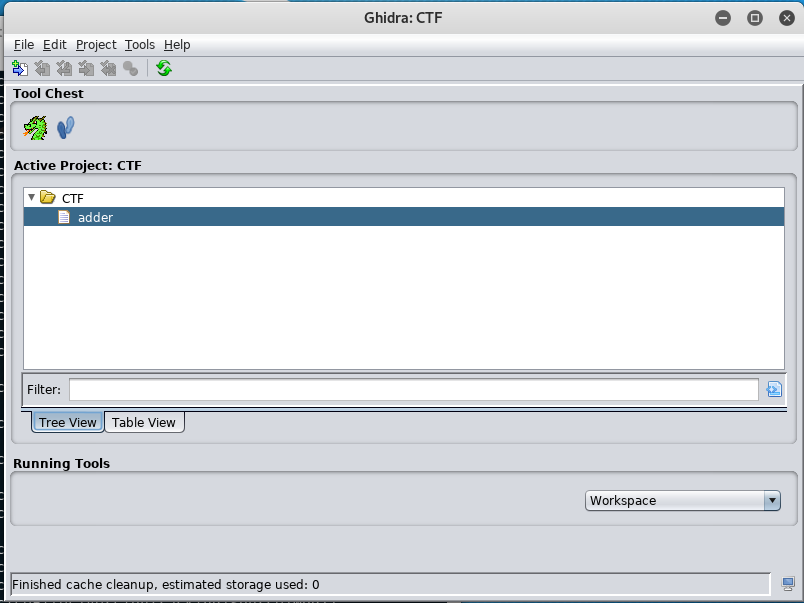 Ghidra: CTF
File Edit Project Tools Help
Tool Chest
Active Project: CTF
CTF
adder
Filter:
Tree View Table View
Running Tools
Workspace
Finished cache cleanup, estimated storage used: 0